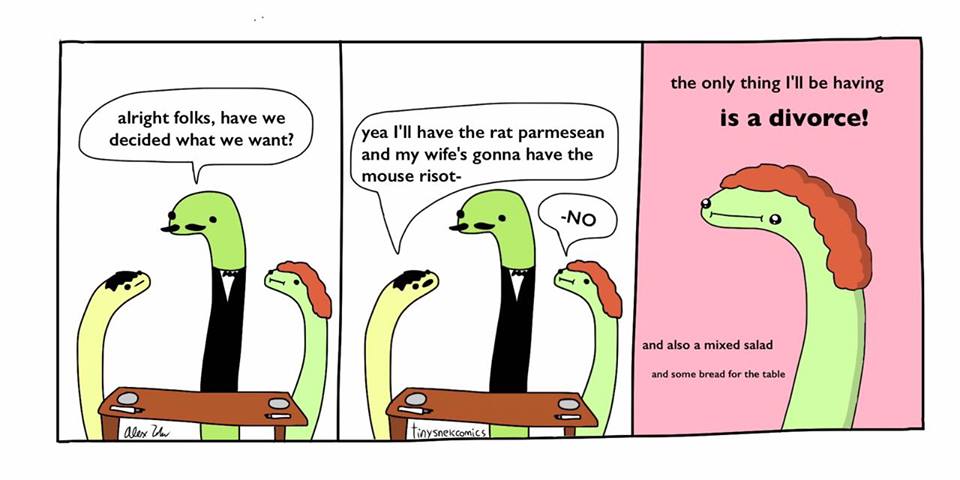 alright folks, have we
decided what we want?
yea I'll have the rat parmesean
and my wife's gonna have the
mouse risot-
-NO
the only thing I'll be having
is a divorce!
and also a mixed salad
and some bread for the table
Alex
tinysnekcomics